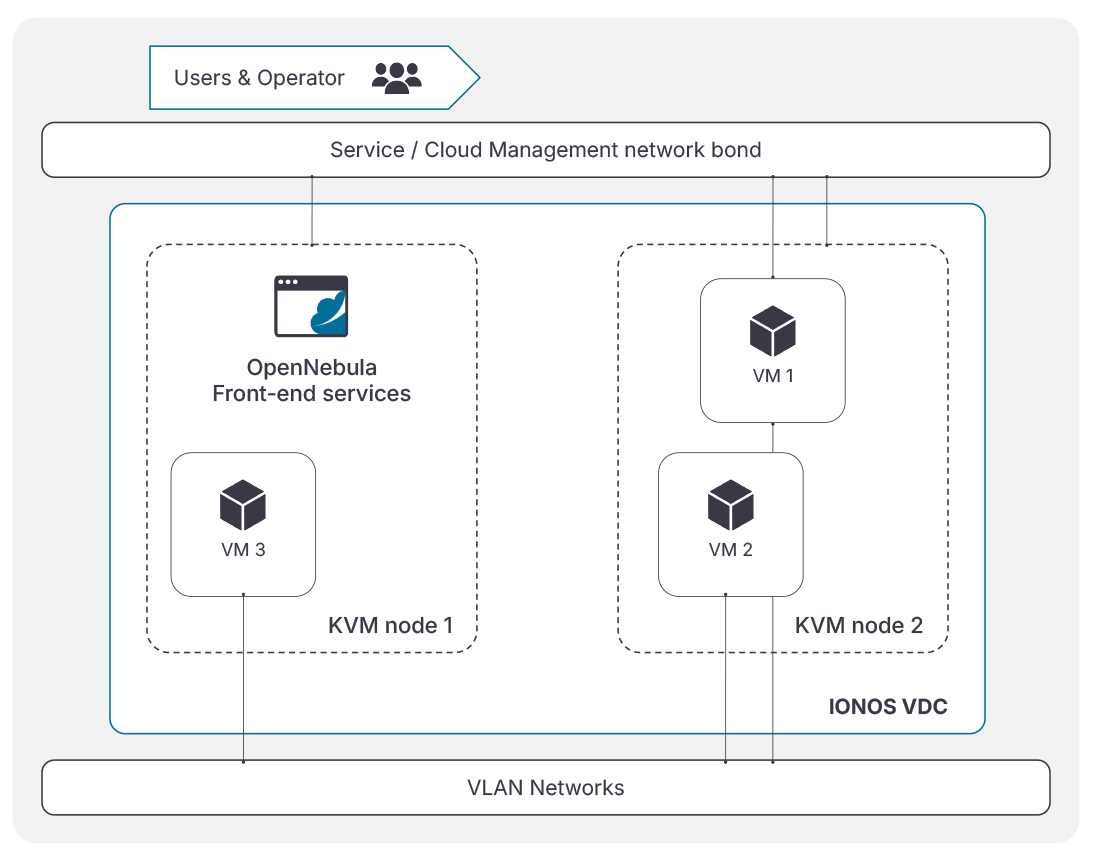 Users & Operator
Service / Cloud Management network bond
OpenNebula
Front-end services
VM 1
VM 3
VM 2
KVM node 1
KVM node 2
IONOS VDC
VLAN Networks